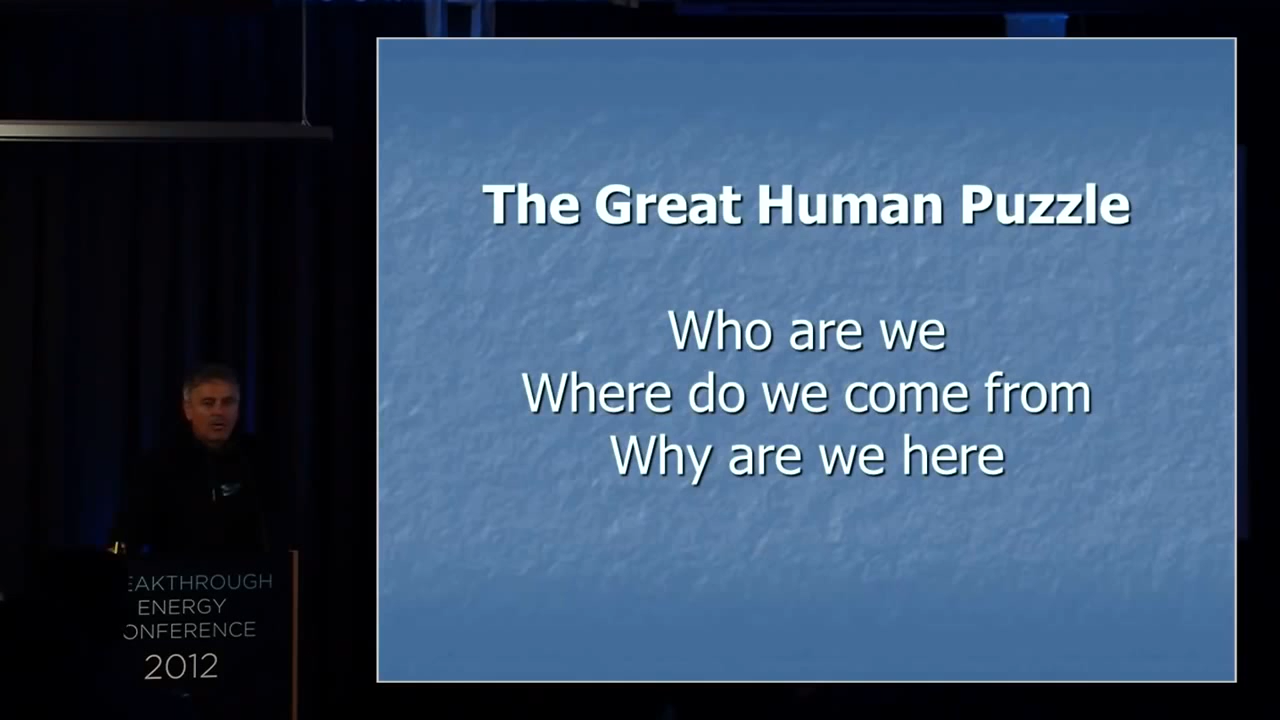 The Great Human Puzzle
Who are we
Where do we come from
Why are we here
EAKTHROUGH
ENERGY
ONFERENCE
2012